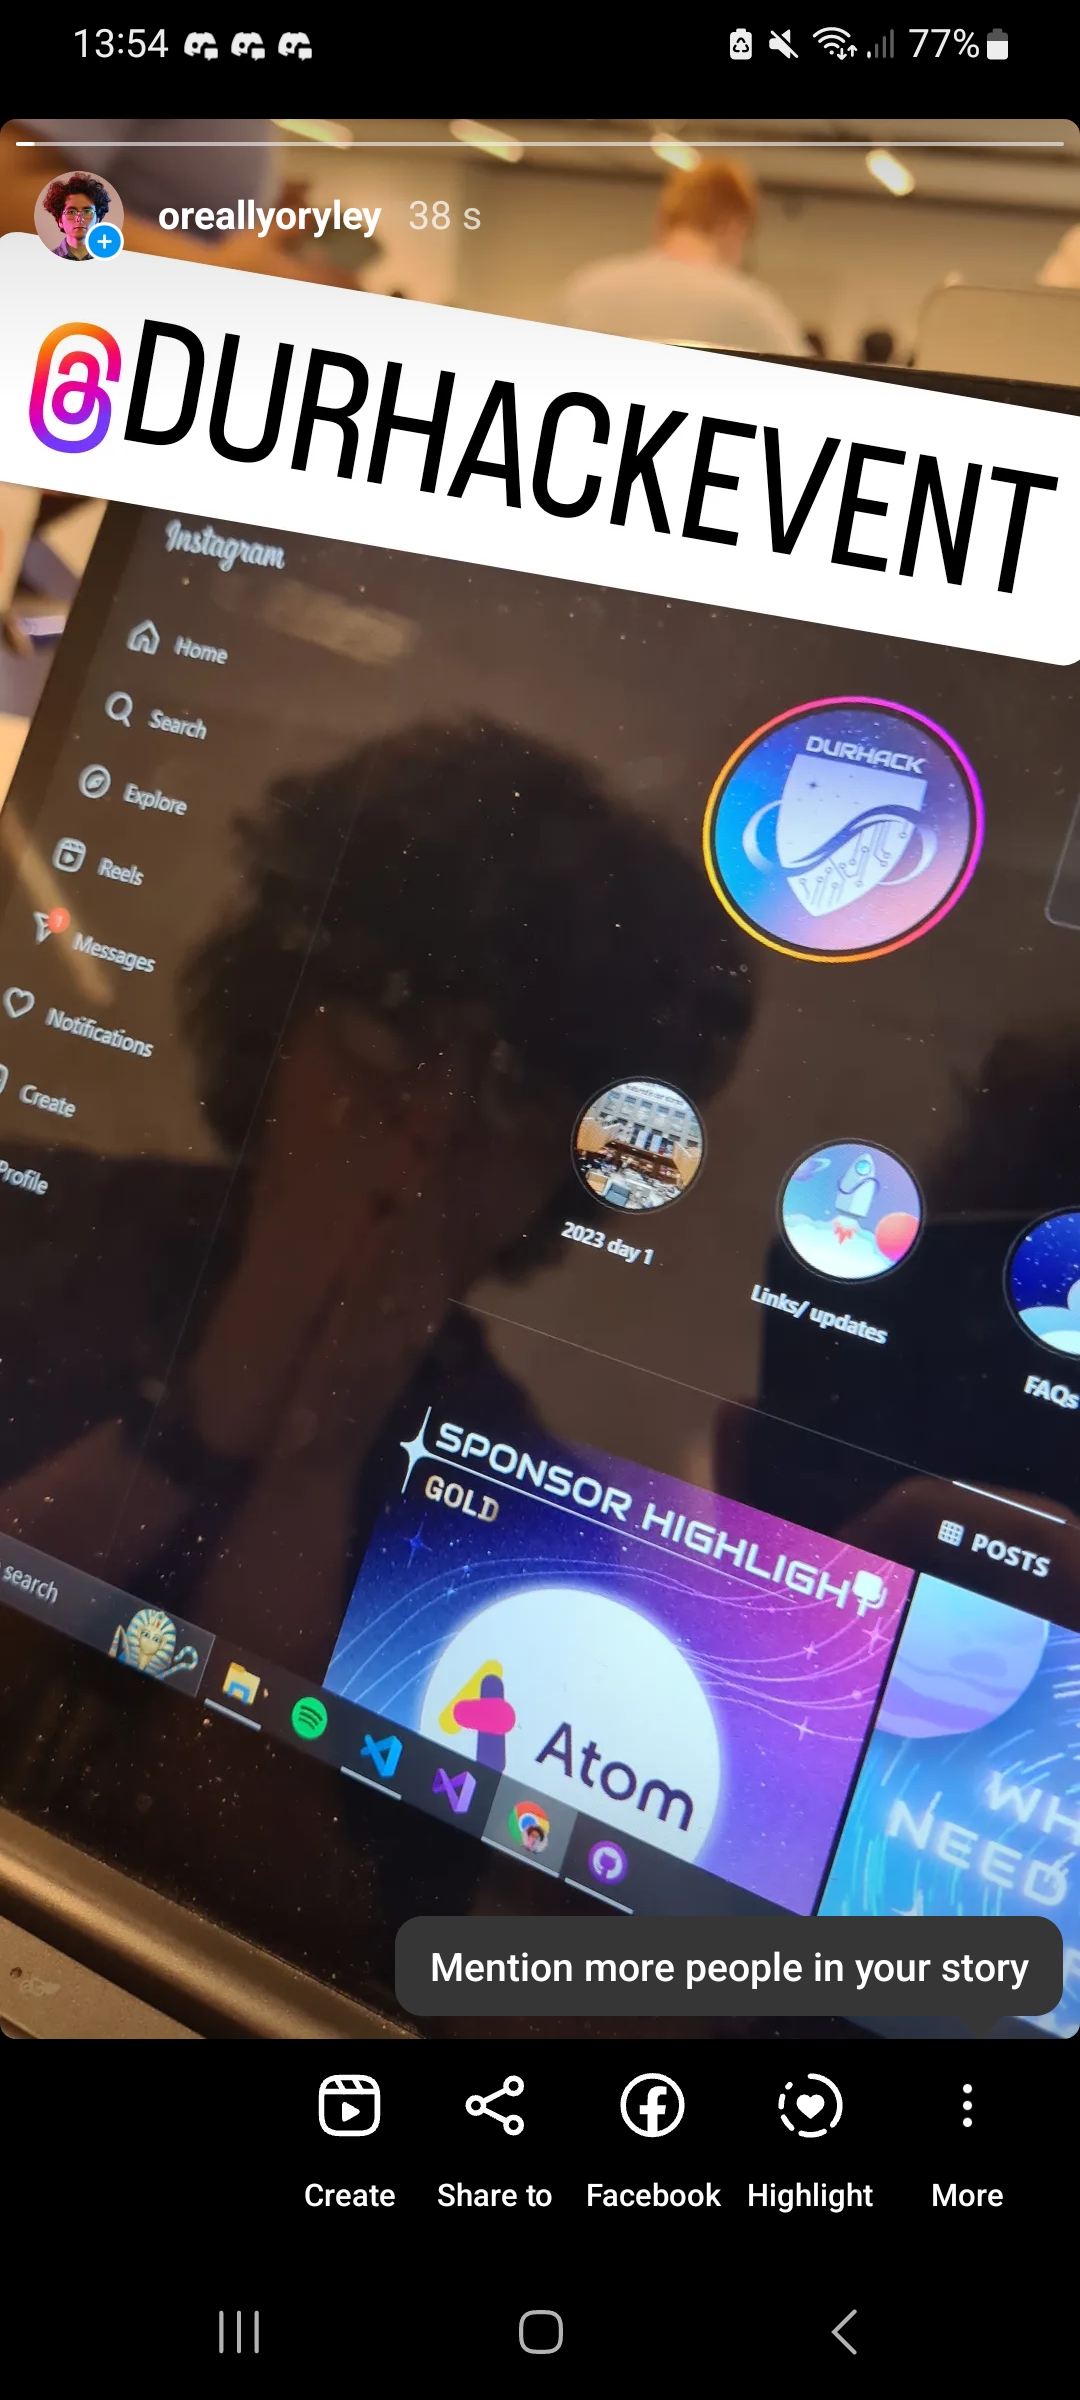 13:54
77%
oreallyoryley 38 s
DURHACKEVENT
Instagram
Home
Search
Explore
Reels
Messages
Notifications
Create
Profile
DURHACK
2023 day 1
Links/ updates
FAQs
SPONSOR HIGHLIGHT
GOLD
POSTS
Atom
WH
NEED
search
Mention more people in your story
Create
Share to
Facebook
Highlight
More